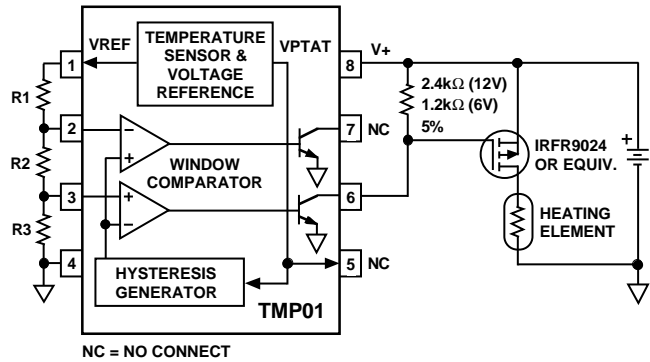 VREF
TEMPERATURE
SENSOR &
VOLTAGE
REFERENCE
VPTAT
V+
1
8
R1
2.4kΩ (12V)
1.2kΩ (6V)
5%
2
7
NC
R2
WINDOW
COMPARATOR
IRFR9024
OR EQUIV.
3
6
R3
HEATING
ELEMENT
4
5
NC
HYSTERESIS
GENERATOR
TMP01
NC = NO CONNECT